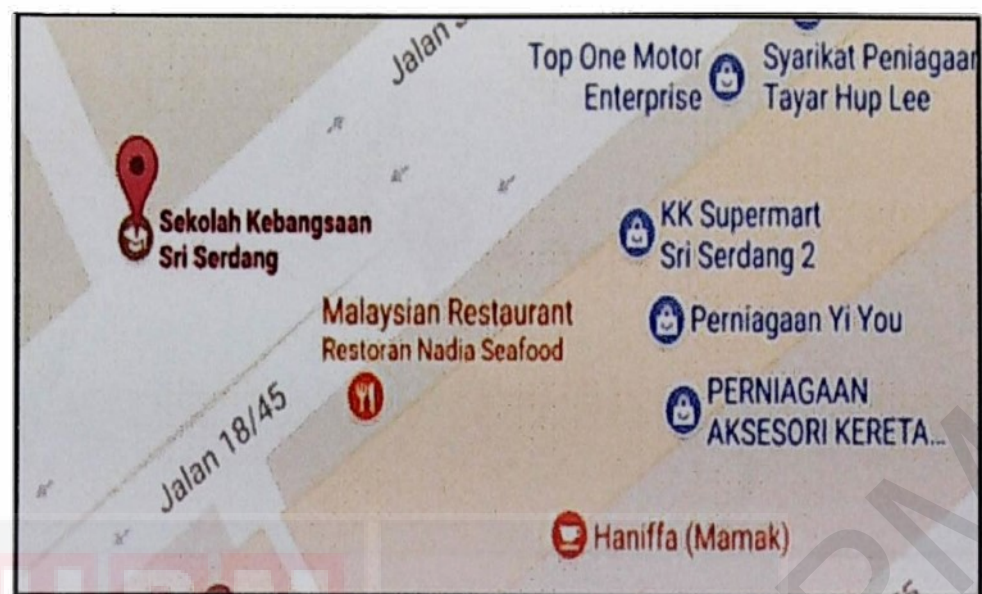 Jalan
Top One Motor
Enterprise
Syarikat Peniagaan
Tayar Hup Lee
Sekolah Kebangsaan
Sri Serdang
KK Supermart
Sri Serdang 2
Malaysian Restaurant
Restoran Nadia Seafood
Perniagaan Yi You
PERNIAGAAN
AKSESORI KERETA...
Jalan 18/45
Haniffa (Mamak)